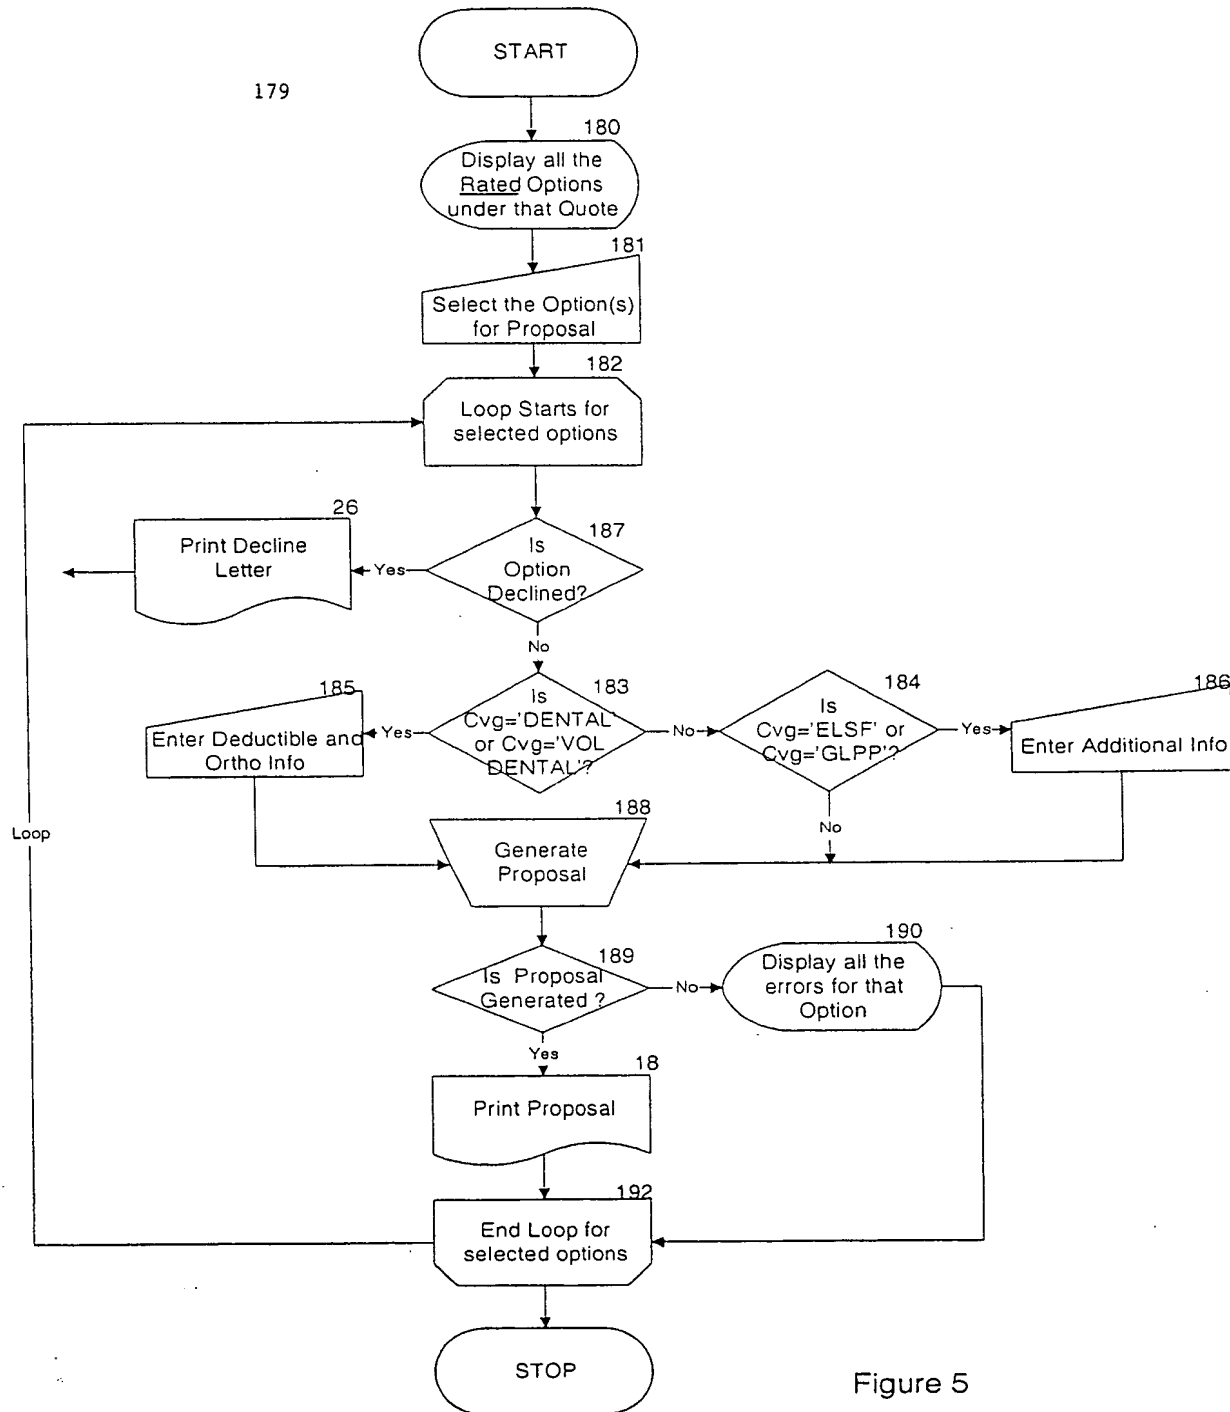 START
179
180
Display all the
Rated Options
under that Quote
181
Select the Option(s)
for Proposal
182
Loop Starts for
selected options
26
Print Decline
Letter
Yes
187
Is
Option
Declined?
No
185
Enter Deductible and
Ortho Info
Yes
183
Is
Cvg='DENTAL'
or Cvg='VOL
DENTAL'?
No
184
Is
Cvg='ELSF' or
Cvg='GLPP'?
Yes
186
Enter Additional Info
No
Loop
188
Generate
Proposal
189
Is Proposal
Generated ?
No
190
Display all the
errors for that
Option
Yes
18
Print Proposal
192
End Loop for
selected options
STOP
Figure 5